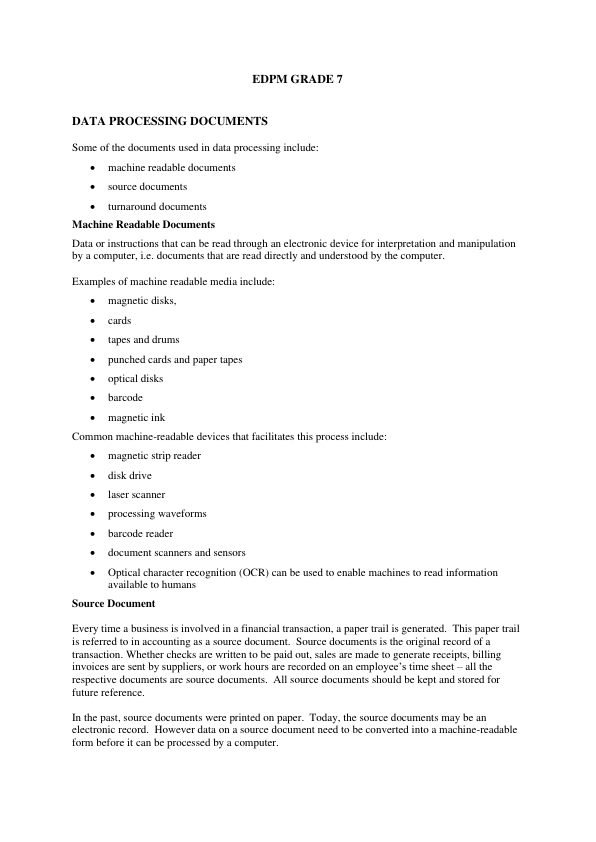 EDPM GRADE 7
DATA PROCESSING DOCUMENTS
Some of the documents used in data processing include:
• machine readable documents
• source documents
• turnaround documents
Machine Readable Documents
Data or instructions that can be read through an electronic device for interpretation and manipulation
by a computer, i.e. documents that are read directly and understood by the computer.
Examples of machine readable media include:
• magnetic disks,
• cards
• tapes and drums
• punched cards and paper tapes
• optical disks
• barcode
• magnetic ink
Common machine-readable devices that facilitates this process include:
• magnetic strip reader
• disk drive
• laser scanner
• processing waveforms
• barcode reader
• document scanners and sensors
• Optical character recognition (OCR) can be used to enable machines to read information
available to humans
Source Document
Every time a business is involved in a financial transaction, a paper trail is generated.  This paper trail
is referred to in accounting as a source document.  Source documents is the original record of a
transaction. Whether checks are written to be paid out, sales are made to generate receipts, billing
invoices are sent by suppliers, or work hours are recorded on an employee’s time sheet – all the
respective documents are source documents.  All source documents should be kept and stored for
future reference.
In the past, source documents were printed on paper.  Today, the source documents may be an
electronic record.  However data on a source document need to be converted into a machine-readable
form before it can be processed by a computer.